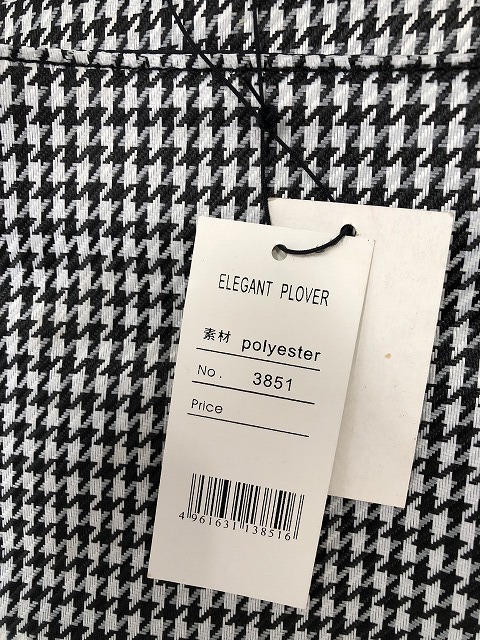 ELEGANT PLOVER
素材 polyester
No. 3851
Price
4 961631 138516